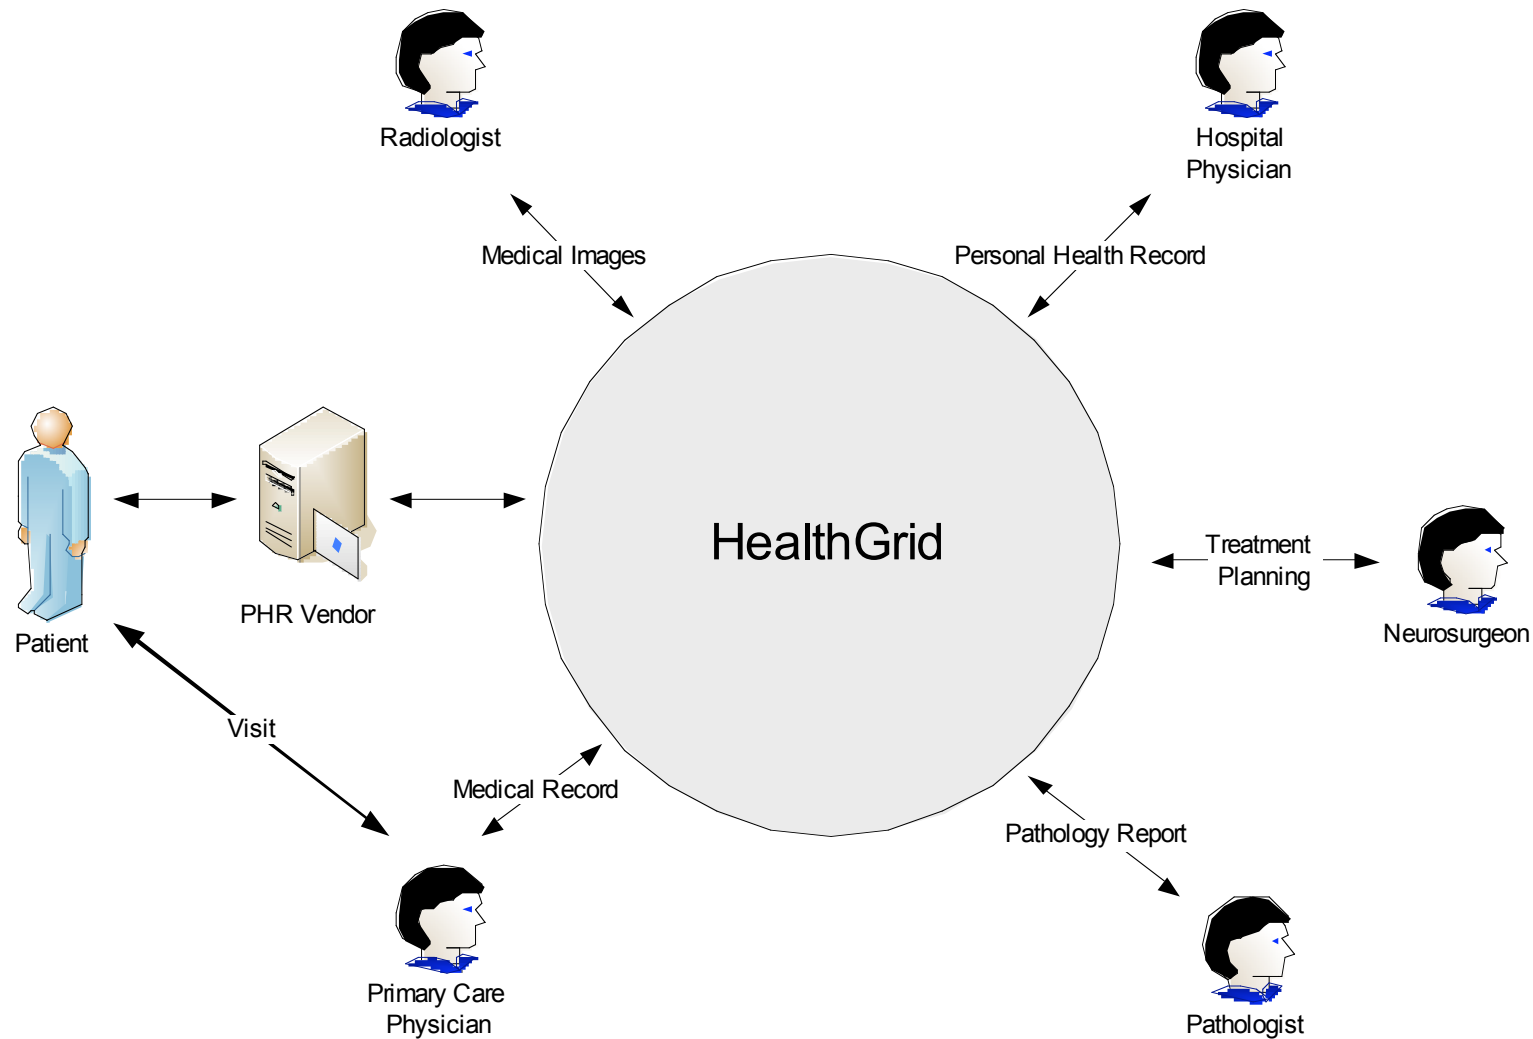 Radiologist
Hospital
Physician
Medical Images
Personal Health Record
HealthGrid
Treatment
Planning
PHR Vendor
Patient
Neurosurgeon
Visit
Medical Record
Pathology Report
Primary Care
Physician
Pathologist